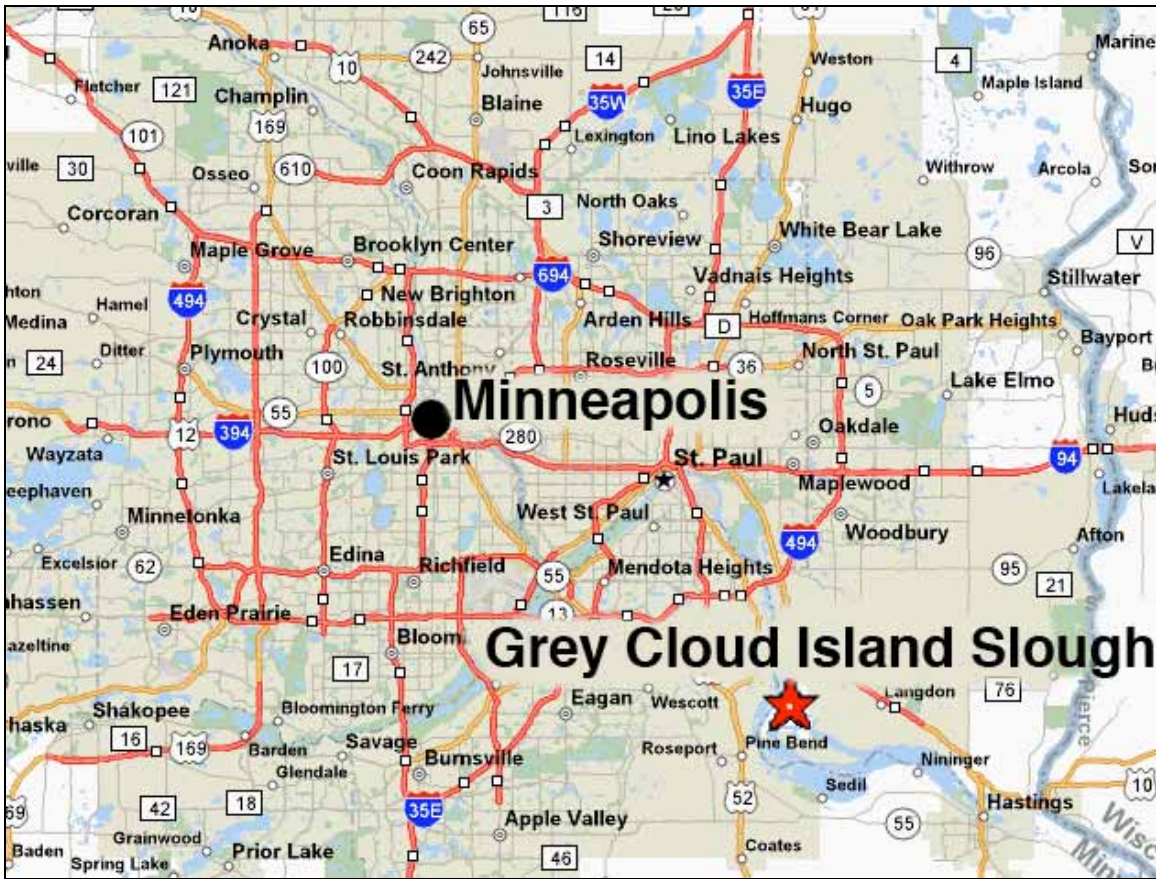 116
Anoka
65
Marine
242
14
Weston
4
10
Johnsville
Fletcher
121
Champlin
Blaine
35W
35E
Maple Island
Hugo
169
101
Lexington
Lino Lakes
ville
30
Osseo
610
Coon Rapids
Withrow
Arcola
Corcoran
3
North Oaks
Maple Grove
Brooklyn Center
Shoreview
White Bear Lake
V
96
694
Vadnais Heights
Stillwater
494
Hamel
New Brighton
Medina
Crystal
Robbinsdale
Arden Hills
D
Hoffmans Corner
Oak Park Heights
Bayport
24
Ditter
Plymouth
100
St. Anthony
Roseville
36
North St. Paul
Lake Elmo
5
55
Minneapolis
12
394
280
Oakdale
Wayzata
St. Louis Park
St. Paul
94
Maplewood
Minnetonka
West St. Paul
494
Woodbury
Afton
Excelsior
62
Edina
Richfield
55
Mendota Heights
95
21
Eden Prairie
13
Grey Cloud Island Slough
17
Eagan
Wescott
Langdon
76
Pierce
Shakopee
Bloomington Ferry
16
169
Barden
Savage
Roseport
Pine Bend
Glendale
Burnsville
Nininger
10
42
18
35E
52
Sedil
Hastings
Apple Valley
55
Grainwood
Baden
Prior Lake
46
Coates
Spring Lake